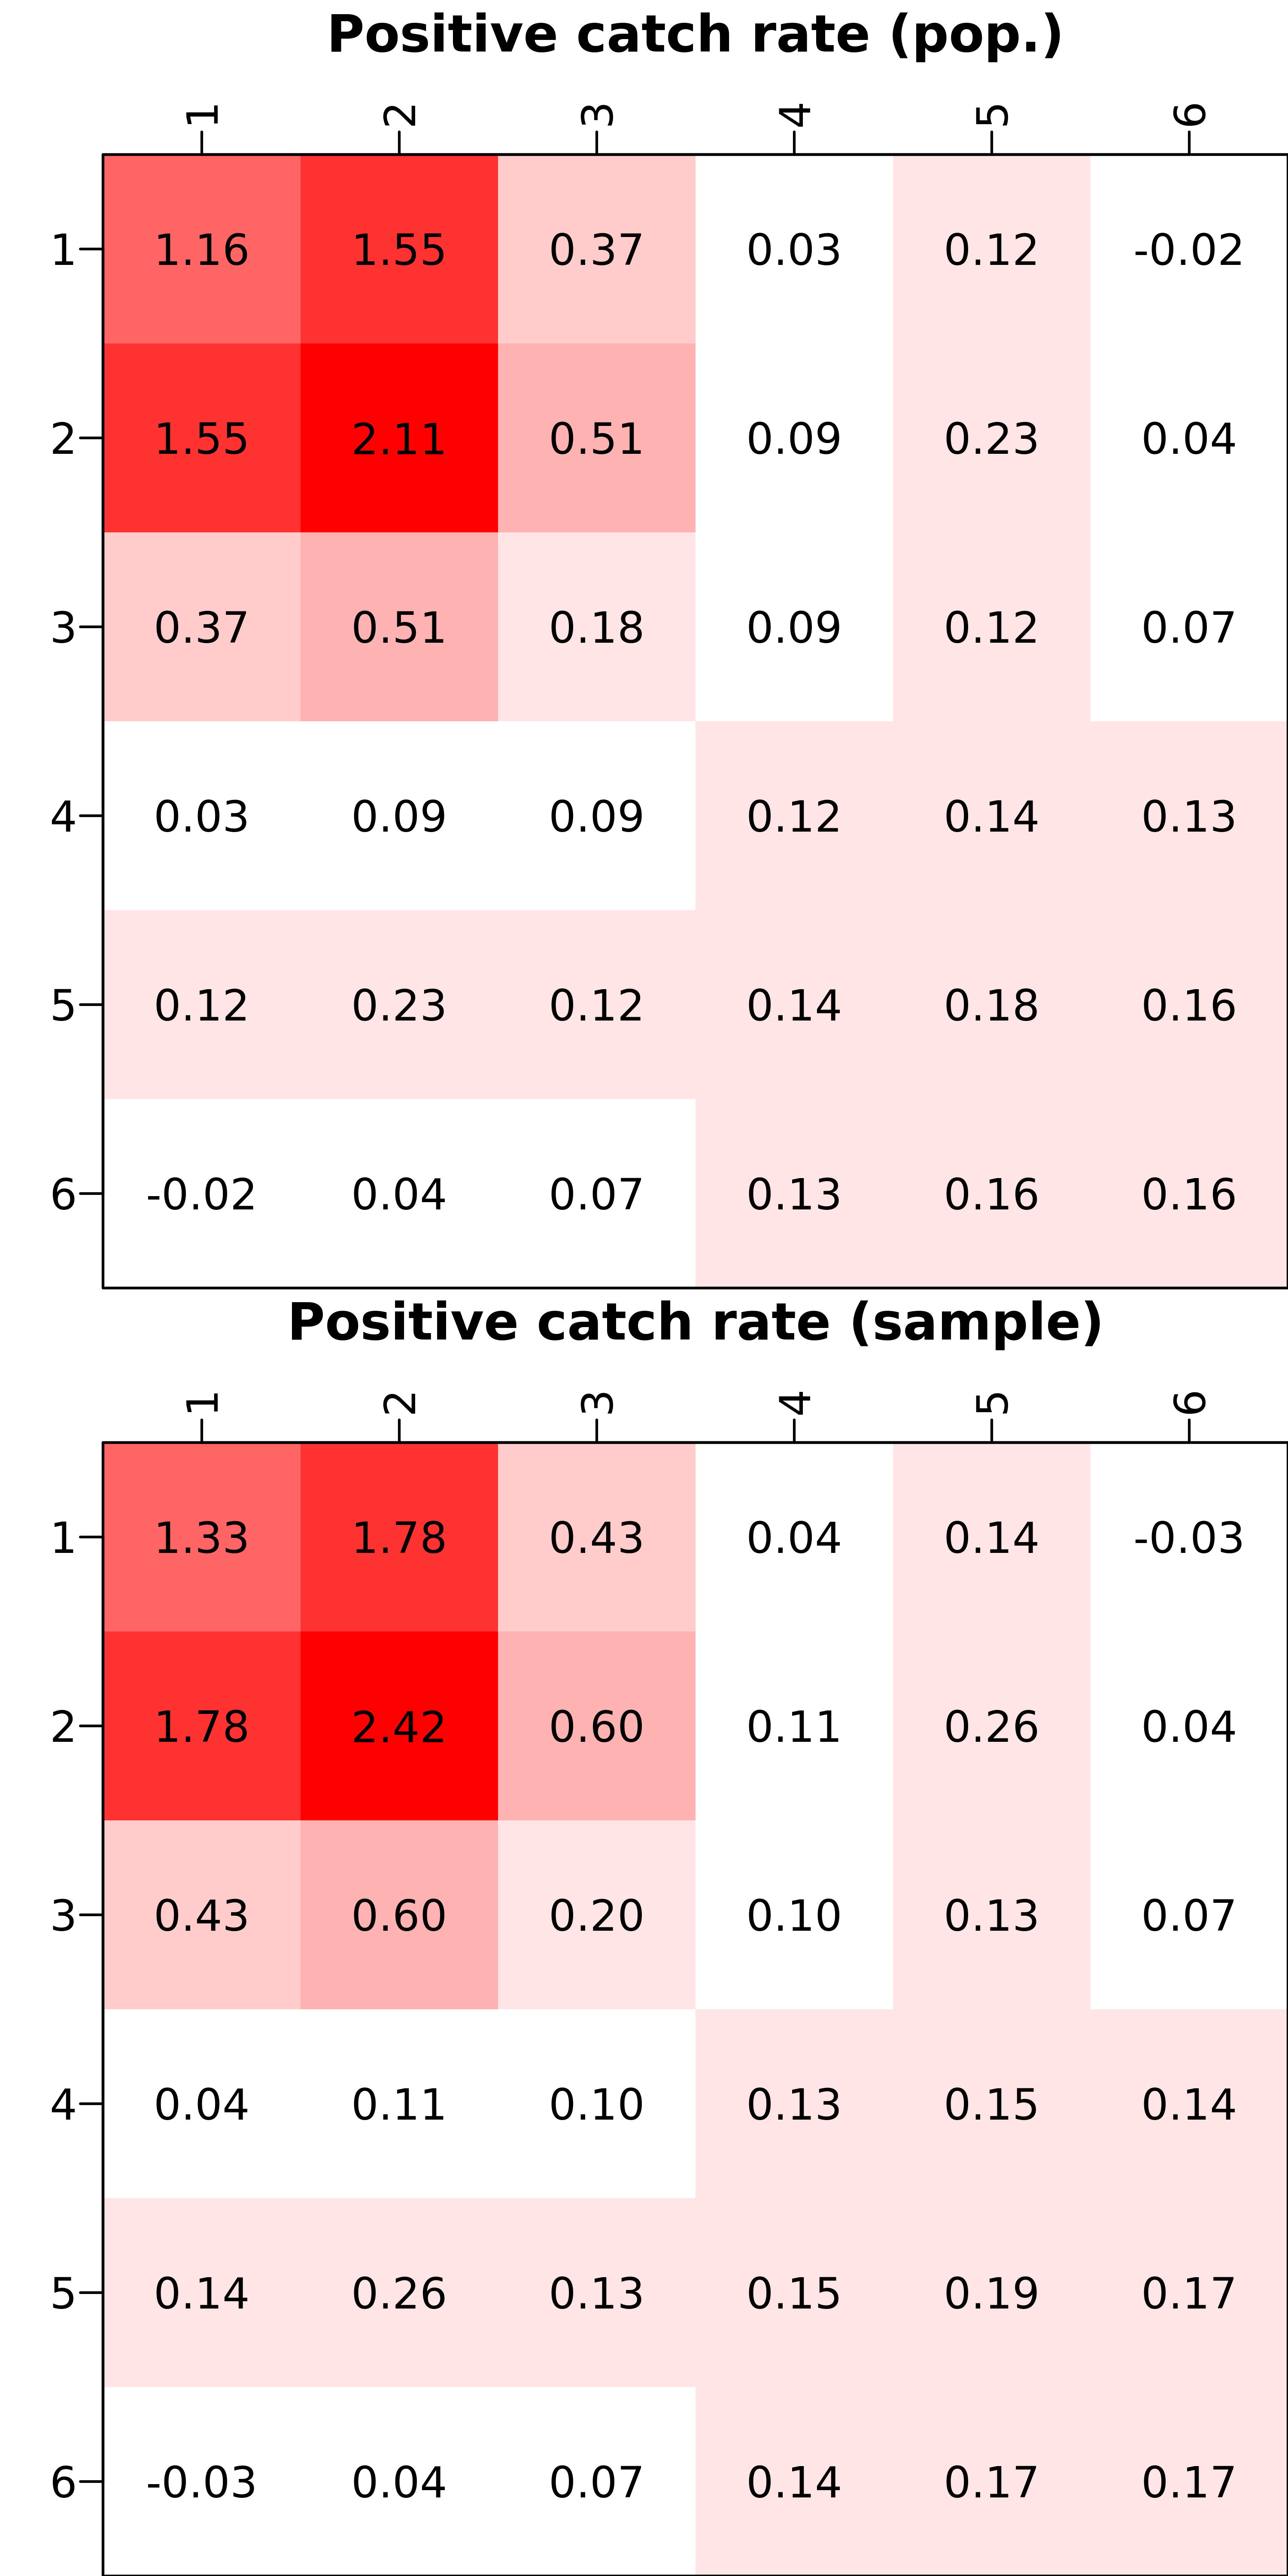 Positive catch rate (pop.)
1 2 3 4 5 6
1 1.16 1.55 0.37 0.03 0.12 -0.02
2 1.55 2.11 0.51 0.09 0.23 0.04
3 0.37 0.51 0.18 0.09 0.12 0.07
4 0.03 0.09 0.09 0.12 0.14 0.13
5 0.12 0.23 0.12 0.14 0.18 0.16
6 -0.02 0.04 0.07 0.13 0.16 0.16
Positive catch rate (sample)
1 2 3 4 5 6
1 1.33 1.78 0.43 0.04 0.14 -0.03
2 1.78 2.42 0.60 0.11 0.26 0.04
3 0.43 0.60 0.20 0.10 0.13 0.07
4 0.04 0.11 0.10 0.13 0.15 0.14
5 0.14 0.26 0.13 0.15 0.19 0.17
6 -0.03 0.04 0.07 0.14 0.17 0.17